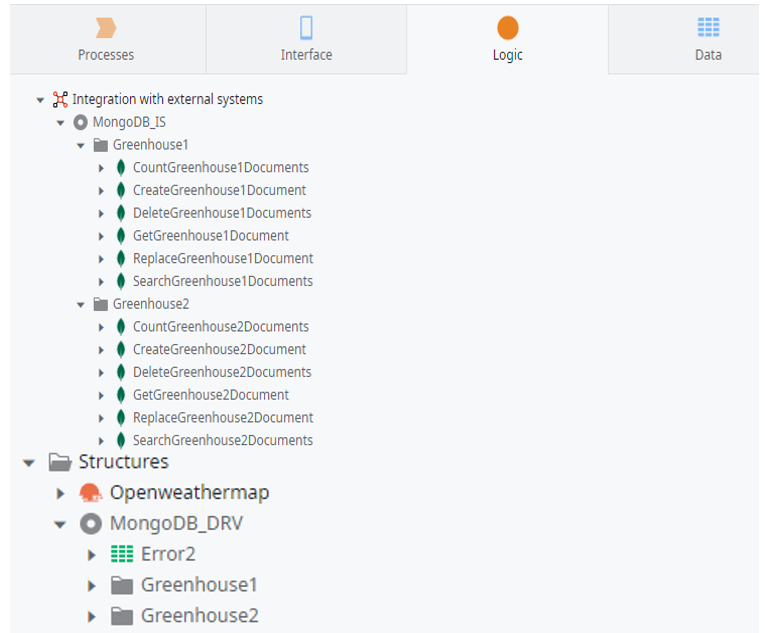 Processes Interface Logic Data
Integration with external systems
MongoDB_IS
Greenhouse1
CountGreenhouse1Documents
CreateGreenhouse1Document
DeleteGreenhouse1Documents
GetGreenhouse1Document
ReplaceGreenhouse1Document
SearchGreenhouse1Documents
Greenhouse2
CountGreenhouse2Documents
CreateGreenhouse2Document
DeleteGreenhouse2Documents
GetGreenhouse2Document
ReplaceGreenhouse2Document
SearchGreenhouse2Documents
Structures
Openweathermap
MongoDB_DRV
Error2
Greenhouse1
Greenhouse2